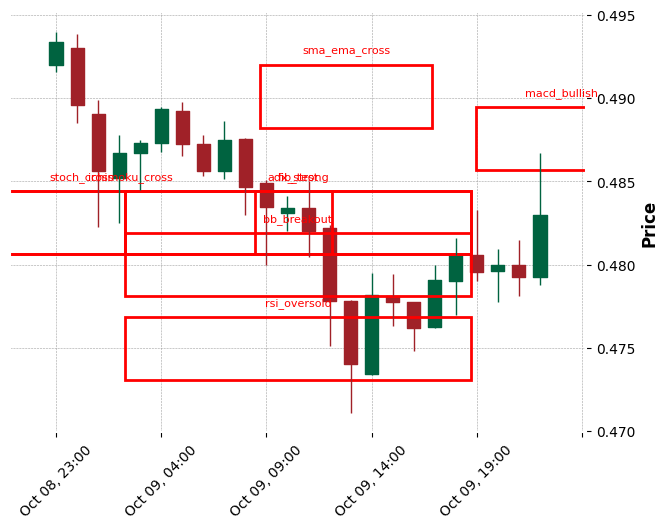 0.495
sma_ema_cross
macd_bullish
0.490
stoch_cross
ichimoku_cross
adx_strong
fib_test
0.485
bb_breakout
0.480
rsi_oversold
0.475
0.470
Price
Oct 08, 23:00
Oct 09, 04:00
Oct 09, 09:00
Oct 09, 14:00
Oct 09, 19:00